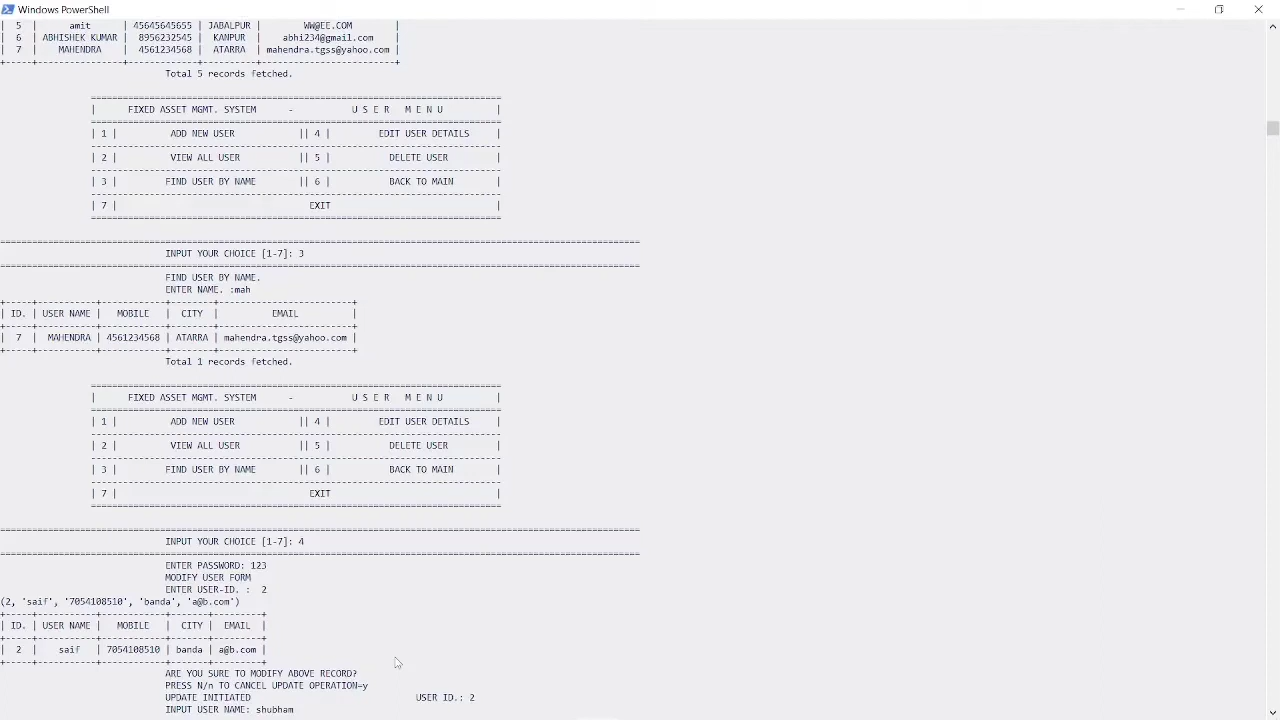 Windows PowerShell
|  5  |      amit      | 45645645655 | JABALPUR |        WW@EE.COM       |
|  6  | ABHISHEK KUMAR |  8956232545 |  KANPUR  |    abhi234@gmail.com   |
|  7  |    MAHENDRA    |  4561234568 |  ATARRA  | mahendra.tgss@yahoo.com |
Total 5 records fetched.
| FIXED ASSET MGMT. SYSTEM - U S E R M E N U |
| 1 | ADD NEW USER || 4 | EDIT USER DETAILS |
| 2 | VIEW ALL USER || 5 | DELETE USER |
| 3 | FIND USER BY NAME || 6 | BACK TO MAIN |
| 7 | EXIT |
INPUT YOUR CHOICE [1-7]: 3
FIND USER BY NAME.
ENTER NAME. :mah
| ID. | USER NAME | MOBILE | CITY | EMAIL |
| 7 | MAHENDRA | 4561234568 | ATARRA | mahendra.tgss@yahoo.com |
Total 1 records fetched.
| FIXED ASSET MGMT. SYSTEM - U S E R M E N U |
| 1 | ADD NEW USER || 4 | EDIT USER DETAILS |
| 2 | VIEW ALL USER || 5 | DELETE USER |
| 3 | FIND USER BY NAME || 6 | BACK TO MAIN |
| 7 | EXIT |
INPUT YOUR CHOICE [1-7]: 4
ENTER PASSWORD: 123
MODIFY USER FORM
ENTER USER-ID. : 2
(2, 'saif', '7054108510', 'banda', 'a@b.com')
| ID. | USER NAME | MOBILE | CITY | EMAIL |
| 2 | saif | 7054108510 | banda | a@b.com |
ARE YOU SURE TO MODIFY ABOVE RECORD?
PRESS N/n TO CANCEL UPDATE OPERATION=y
UPDATE INITIATED USER ID.: 2
INPUT USER NAME: shubham